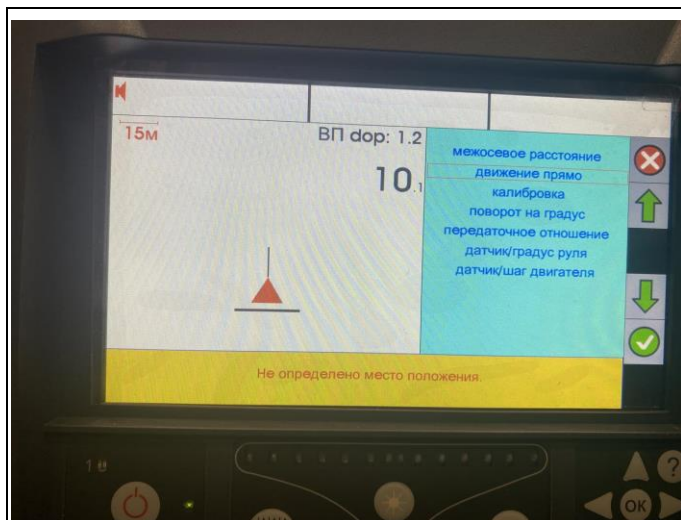 15м
ВП dop: 1.2
10.1
межосевое расстояние
движение прямо
калибровка
поворот на градус
передаточное отношение
датчик/градус руля
датчик/шаг двигателя
Не определено место положения.
1
?
OK